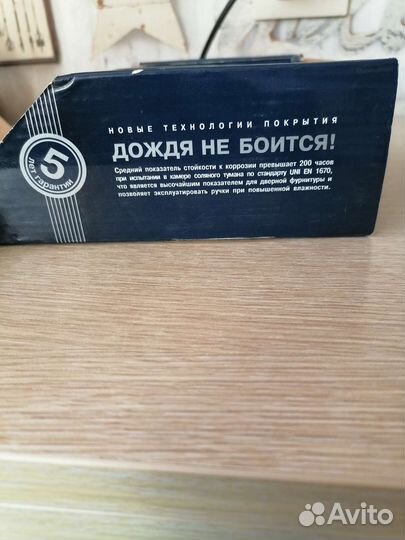 НОВЫЕ ТЕХНОЛОГИИ ПОКРЫТИЯ
ДОЖДЯ НЕ БОИТСЯ!
Средний показатель стойкости к коррозии превышает 200 часов
при испытании в камере соляного тумана по стандарту UNI EN 1670,
что является высочайшим показателем для дверной фурнитуры и
позволяет эксплуатировать ручки при повышенной влажности.
5
лет гарантии
Avito